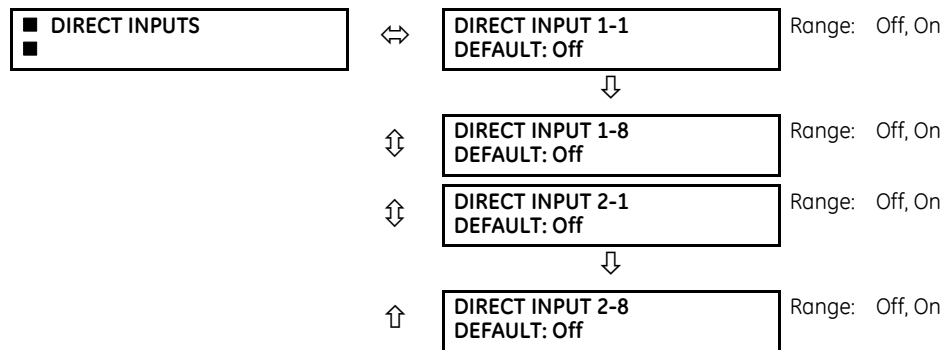 ■ DIRECT INPUTS
■
DIRECT INPUT 1-1
DEFAULT: Off
Range: Off, On
DIRECT INPUT 1-8
DEFAULT: Off
Range: Off, On
DIRECT INPUT 2-1
DEFAULT: Off
Range: Off, On
DIRECT INPUT 2-8
DEFAULT: Off
Range: Off, On